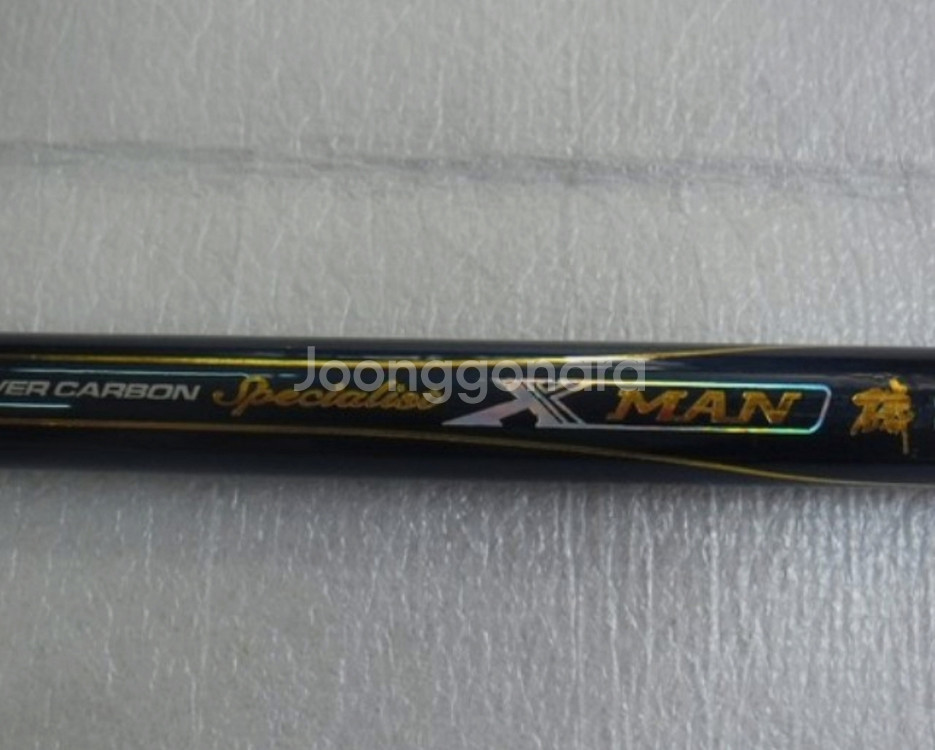 VER CARBON Specialist X MAN
Joonggonara